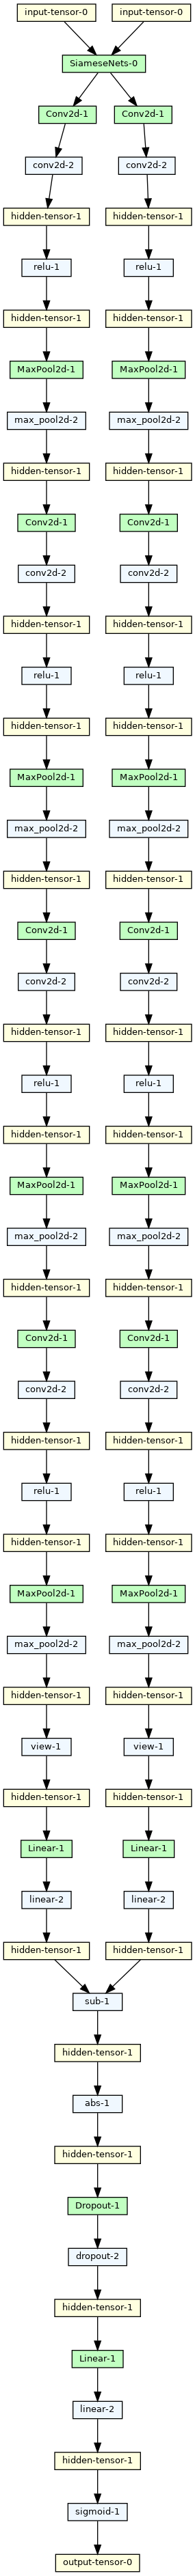 input-tensor-0 input-tensor-0
SiameseNets-0
Conv2d-1 Conv2d-1
conv2d-2 conv2d-2
hidden-tensor-1 hidden-tensor-1
relu-1 relu-1
hidden-tensor-1 hidden-tensor-1
MaxPool2d-1 MaxPool2d-1
max_pool2d-2 max_pool2d-2
hidden-tensor-1 hidden-tensor-1
Conv2d-1 Conv2d-1
conv2d-2 conv2d-2
hidden-tensor-1 hidden-tensor-1
relu-1 relu-1
hidden-tensor-1 hidden-tensor-1
MaxPool2d-1 MaxPool2d-1
max_pool2d-2 max_pool2d-2
hidden-tensor-1 hidden-tensor-1
Conv2d-1 Conv2d-1
conv2d-2 conv2d-2
hidden-tensor-1 hidden-tensor-1
relu-1 relu-1
hidden-tensor-1 hidden-tensor-1
MaxPool2d-1 MaxPool2d-1
max_pool2d-2 max_pool2d-2
hidden-tensor-1 hidden-tensor-1
Conv2d-1 Conv2d-1
conv2d-2 conv2d-2
hidden-tensor-1 hidden-tensor-1
relu-1 relu-1
hidden-tensor-1 hidden-tensor-1
MaxPool2d-1 MaxPool2d-1
max_pool2d-2 max_pool2d-2
hidden-tensor-1 hidden-tensor-1
view-1 view-1
hidden-tensor-1 hidden-tensor-1
Linear-1 Linear-1
linear-2 linear-2
hidden-tensor-1 hidden-tensor-1
sub-1
hidden-tensor-1
abs-1
hidden-tensor-1
Dropout-1
dropout-2
hidden-tensor-1
Linear-1
linear-2
hidden-tensor-1
sigmoid-1
output-tensor-0